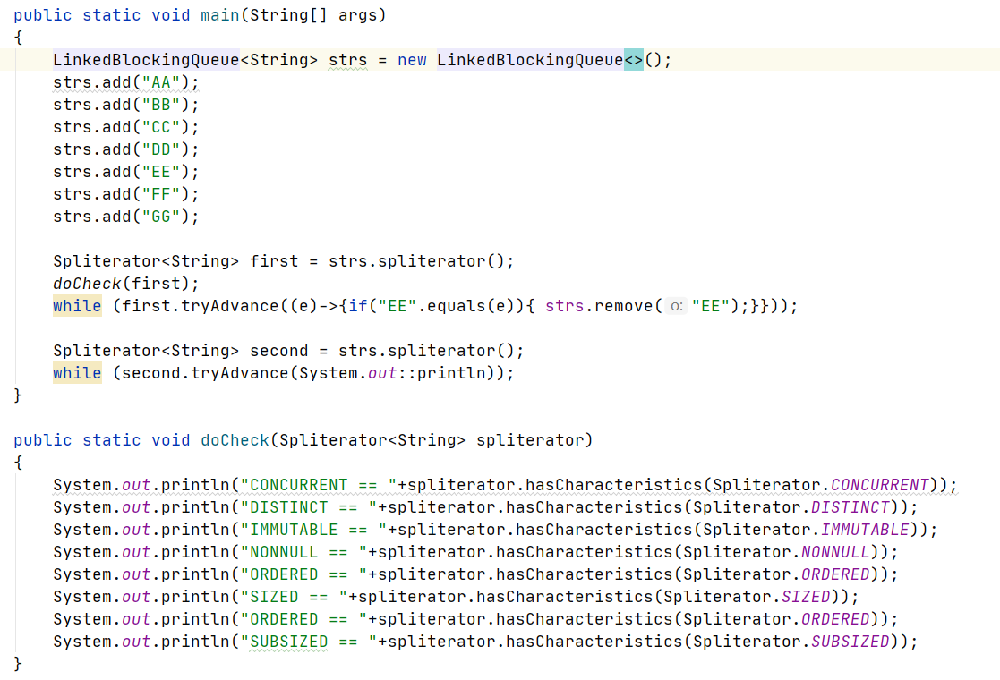 public static void main(String[] args)
{
    LinkedBlockingQueue<String> strs = new LinkedBlockingQueue<>();
    strs.add("AA");
    strs.add("BB");
    strs.add("CC");
    strs.add("DD");
    strs.add("EE");
    strs.add("FF");
    strs.add("GG");

    Spliterator<String> first = strs.spliterator();
    doCheck(first);
    while (first.tryAdvance((e)->{if("EE".equals(e)){ strs.remove( o: "EE");}}));

    Spliterator<String> second = strs.spliterator();
    while (second.tryAdvance(System.out::println));
}

public static void doCheck(Spliterator<String> spliterator)
{
    System.out.println("CONCURRENT == "+spliterator.hasCharacteristics(Spliterator.CONCURRENT));
    System.out.println("DISTINCT == "+spliterator.hasCharacteristics(Spliterator.DISTINCT));
    System.out.println("IMMUTABLE == "+spliterator.hasCharacteristics(Spliterator.IMMUTABLE));
    System.out.println("NONNULL == "+spliterator.hasCharacteristics(Spliterator.NONNULL));
    System.out.println("ORDERED == "+spliterator.hasCharacteristics(Spliterator.ORDERED));
    System.out.println("SIZED == "+spliterator.hasCharacteristics(Spliterator.SIZED));
    System.out.println("ORDERED == "+spliterator.hasCharacteristics(Spliterator.ORDERED));
    System.out.println("SUBSIZED == "+spliterator.hasCharacteristics(Spliterator.SUBSIZED));
}